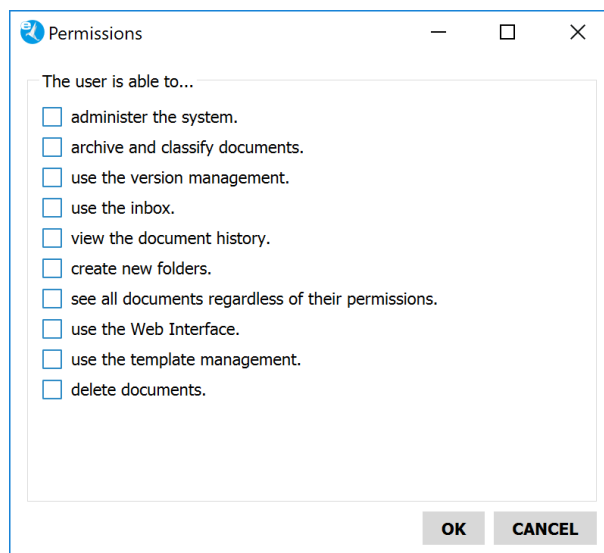 Permissions
The user is able to...
administer the system.
archive and classify documents.
use the version management.
use the inbox.
view the document history.
create new folders.
see all documents regardless of their permissions.
use the Web Interface.
use the template management.
delete documents.
OK CANCEL